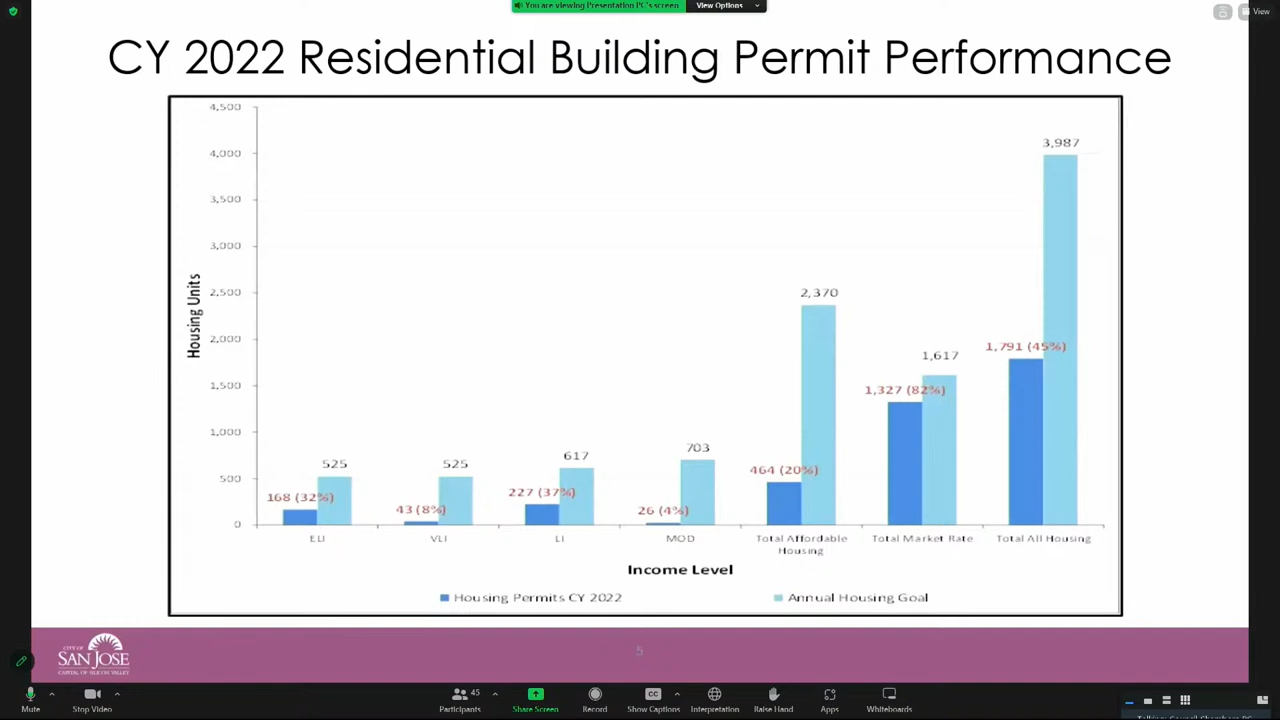 You are viewing Presentation PC's screen
View Options
View
CY 2022 Residential Building Permit Performance
4,500
4,000
3,500
3,000
2,500
2,000
1,500
1,000
500
0
Housing Units
168 (32%)
525
43 (8%)
525
227 (37%)
617
26 (4%)
703
464 (20%)
2,370
1,327 (82%)
1,617
1,791 (45%)
3,987
ELI
VLI
LI
MOD
Total Affordable
Housing
Total Market Rate
Total All Housing
Income Level
Housing Permits CY 2022
Annual Housing Goal
CITY OF
SAN JOSE
CAPITAL OF SILICON VALLEY
5
Mute
Stop Video
Participants
45
Share Screen
Record
Show Captions
Interpretation
Raise Hand
Apps
Whiteboards